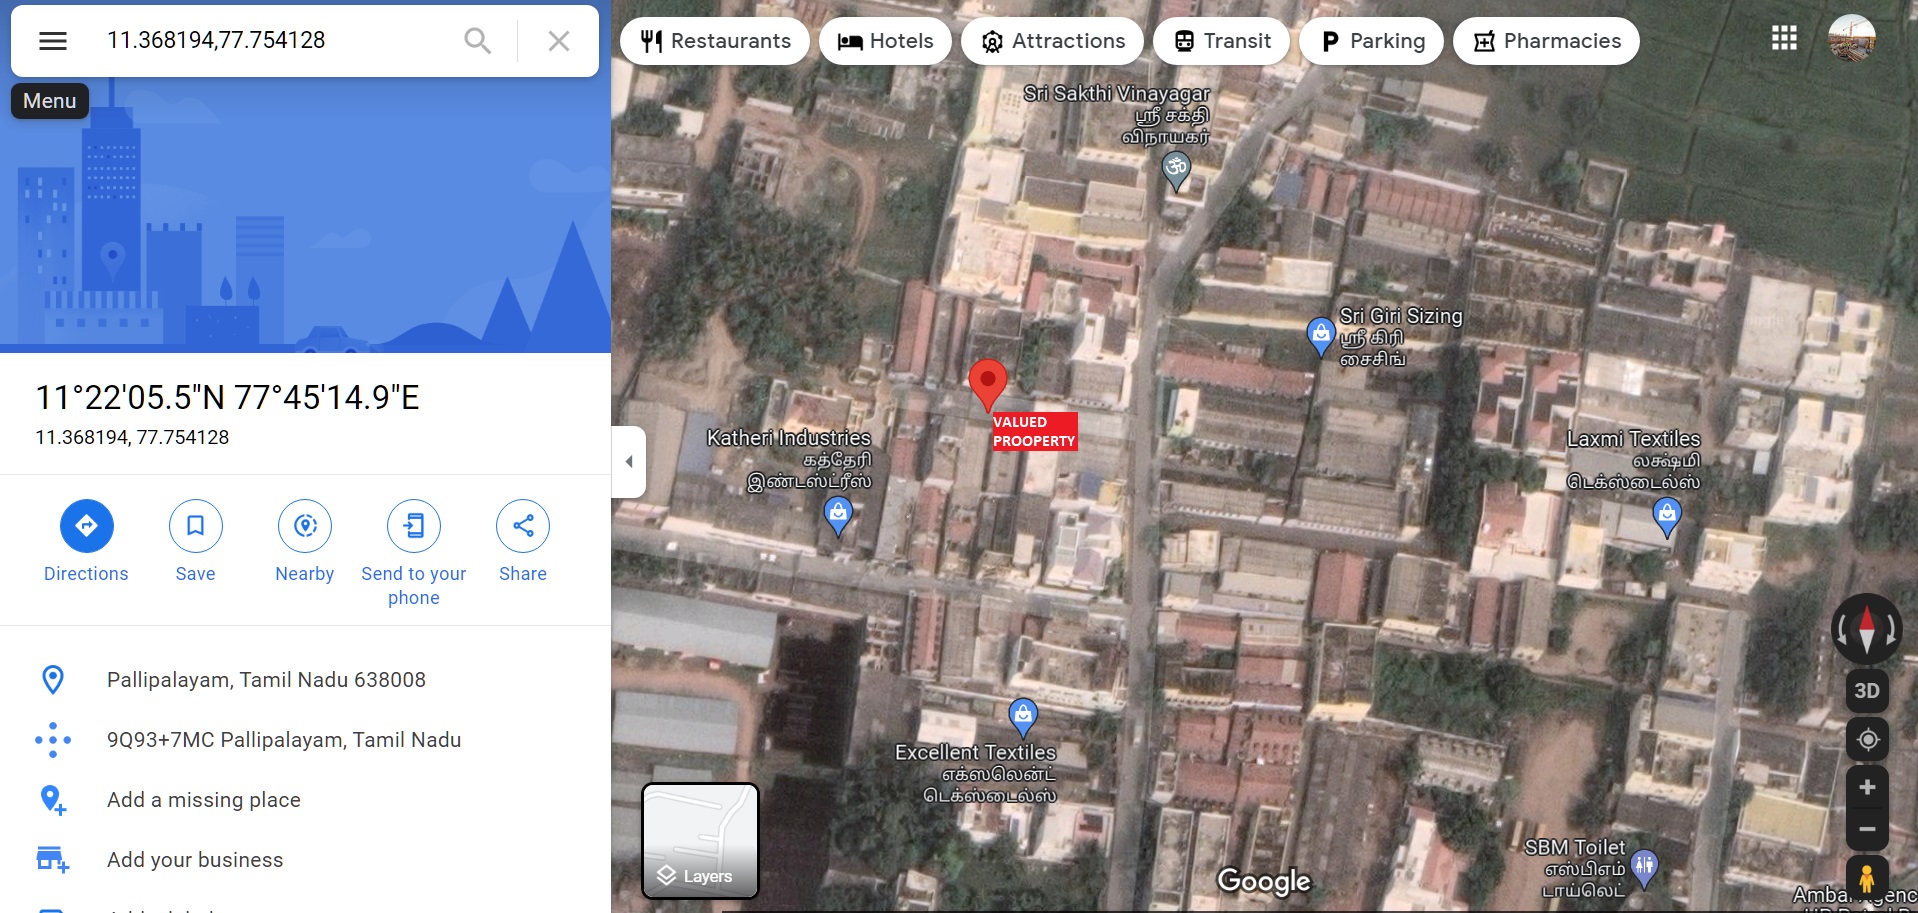 11.368194,77.754128
Menu
11°22'05.5"N 77°45'14.9"E
11.368194, 77.754128
Directions
Save
Nearby
Send to your
phone
Share
Pallipalayam, Tamil Nadu 638008
9Q93+7MC Pallipalayam, Tamil Nadu
Add a missing place
Add your business
Restaurants
Hotels
Attractions
Transit
Parking
Pharmacies
Sri Sakthi Vinayagar
ஸ்ரீ சக்தி
விநாயகர்
Sri Giri Sizing
ஸ்ரீ கிரி
சைசிங்
VALUED
PROOPERTY
Katheri Industries
கத்தேரி
இண்டஸ்ட்ரீஸ்
Laxmi Textiles
லக்ஷ்மி
டெக்ஸ்டைல்ஸ்
Excellent Textiles
எக்ஸலென்ட்
டெக்ஸ்டைல்ஸ்
SBM Toilet
எஸ்பிஎம்
டாய்லெட்
3D
Layers
Google